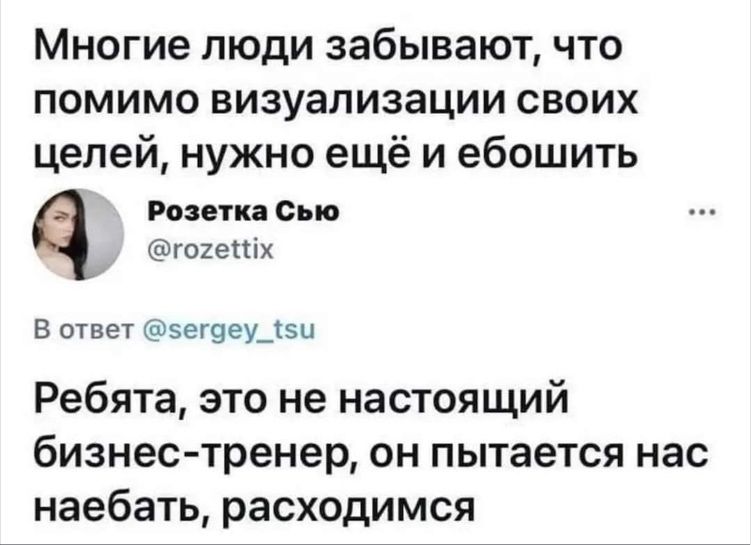 Многие люди забывают, что
помимо визуализации своих
целей, нужно ещё и ебошить
Розетка Сью
@rozettix
В ответ @sergey_tsu
Ребята, это не настоящий
бизнес-тренер, он пытается нас
наебать, расходимся